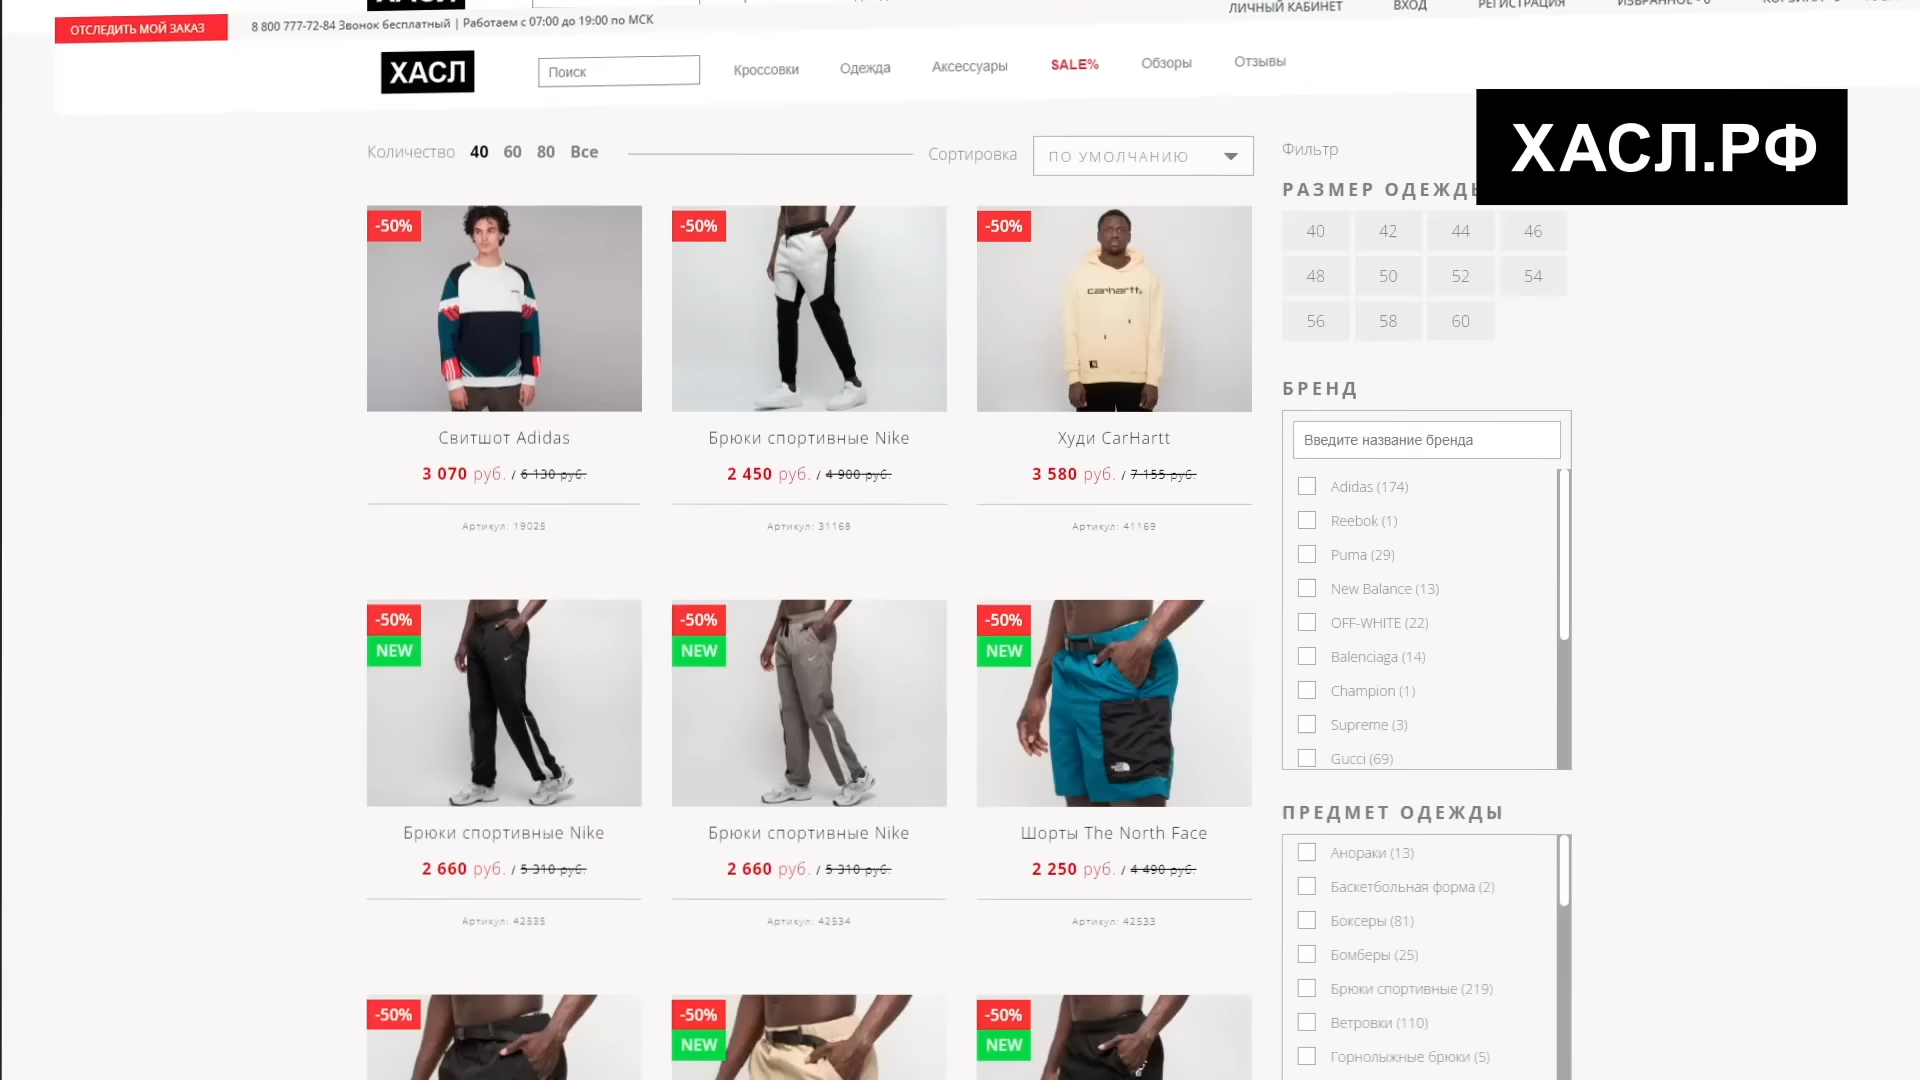 ХАСЛ
ЛИЧНЫЙ КАБИНЕТ ВХОД РЕГИСТРАЦИЯ ИЗБРАННОЕ - 0
ОТСЛЕДИТЬ МОЙ ЗАКАЗ 8 800 777-72-84 Звонок бесплатный | Работаем с 07:00 до 19:00 по МСК
ХАСЛ Поиск Кроссовки Одежда Аксессуары SALE% Обзоры Отзывы
ХАСЛ.РФ
Количество 40 60 80 Все Сортировка ПО УМОЛЧАНИЮ
Фильтр
РАЗМЕР ОДЕЖДЫ
40 42 44 46
48 50 52 54
56 58 60
-50% -50% -50%
carhartt
Свитшот Adidas Брюки спортивные Nike Худи CarHartt
3 070 руб. / 6 130 руб. 2 450 руб. / 4 900 руб. 3 580 руб. / 7 155 руб.
Артикул: 19025 Артикул: 31168 Артикул: 41169
БРЕНД
Введите название бренда
Adidas (174)
Reebok (1)
Puma (29)
New Balance (13)
OFF-WHITE (22)
Balenciaga (14)
Champion (1)
Supreme (3)
Gucci (69)
-50% -50% -50%
NEW NEW NEW
Брюки спортивные Nike Брюки спортивные Nike Шорты The North Face
2 660 руб. / 5 310 руб. 2 660 руб. / 5 310 руб. 2 250 руб. / 4 490 руб.
Артикул: 42535 Артикул: 42534 Артикул: 42533
ПРЕДМЕТ ОДЕЖДЫ
Анораки (13)
Баскетбольная форма (2)
Боксеры (81)
Бомберы (25)
Брюки спортивные (219)
Ветровки (110)
Горнолыжные брюки (5)
-50% -50% -50%
NEW NEW